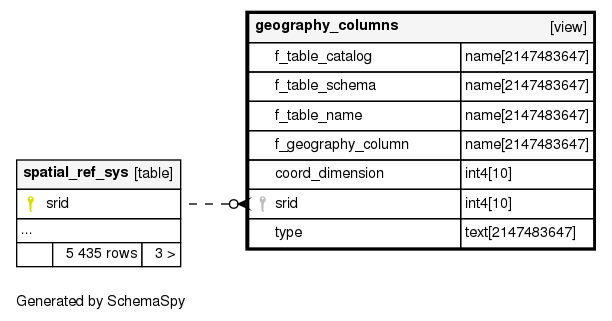 geography_columns [view]
f_table_catalog name[2147483647]
f_table_schema name[2147483647]
f_table_name name[2147483647]
f_geography_column name[2147483647]
coord_dimension int4[10]
srid int4[10]
type text[2147483647]
spatial_ref_sys [table]
srid
...
5 435 rows 3 >
Generated by SchemaSpy